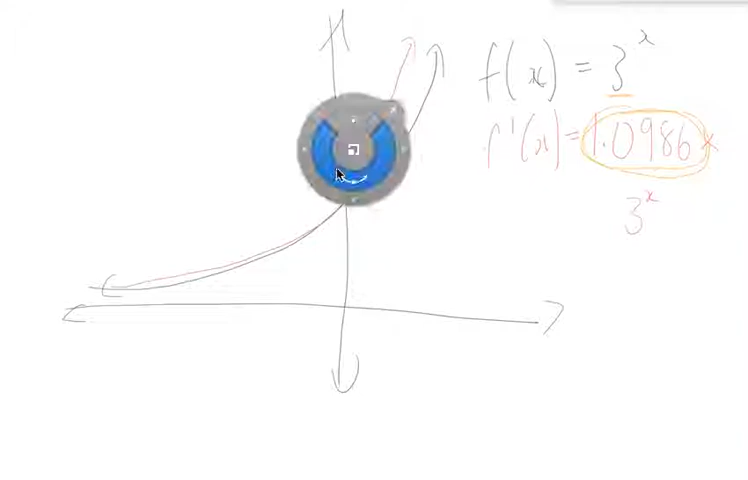 f(x) = 3^x
f'(x) = 1.0986 ×
3^x